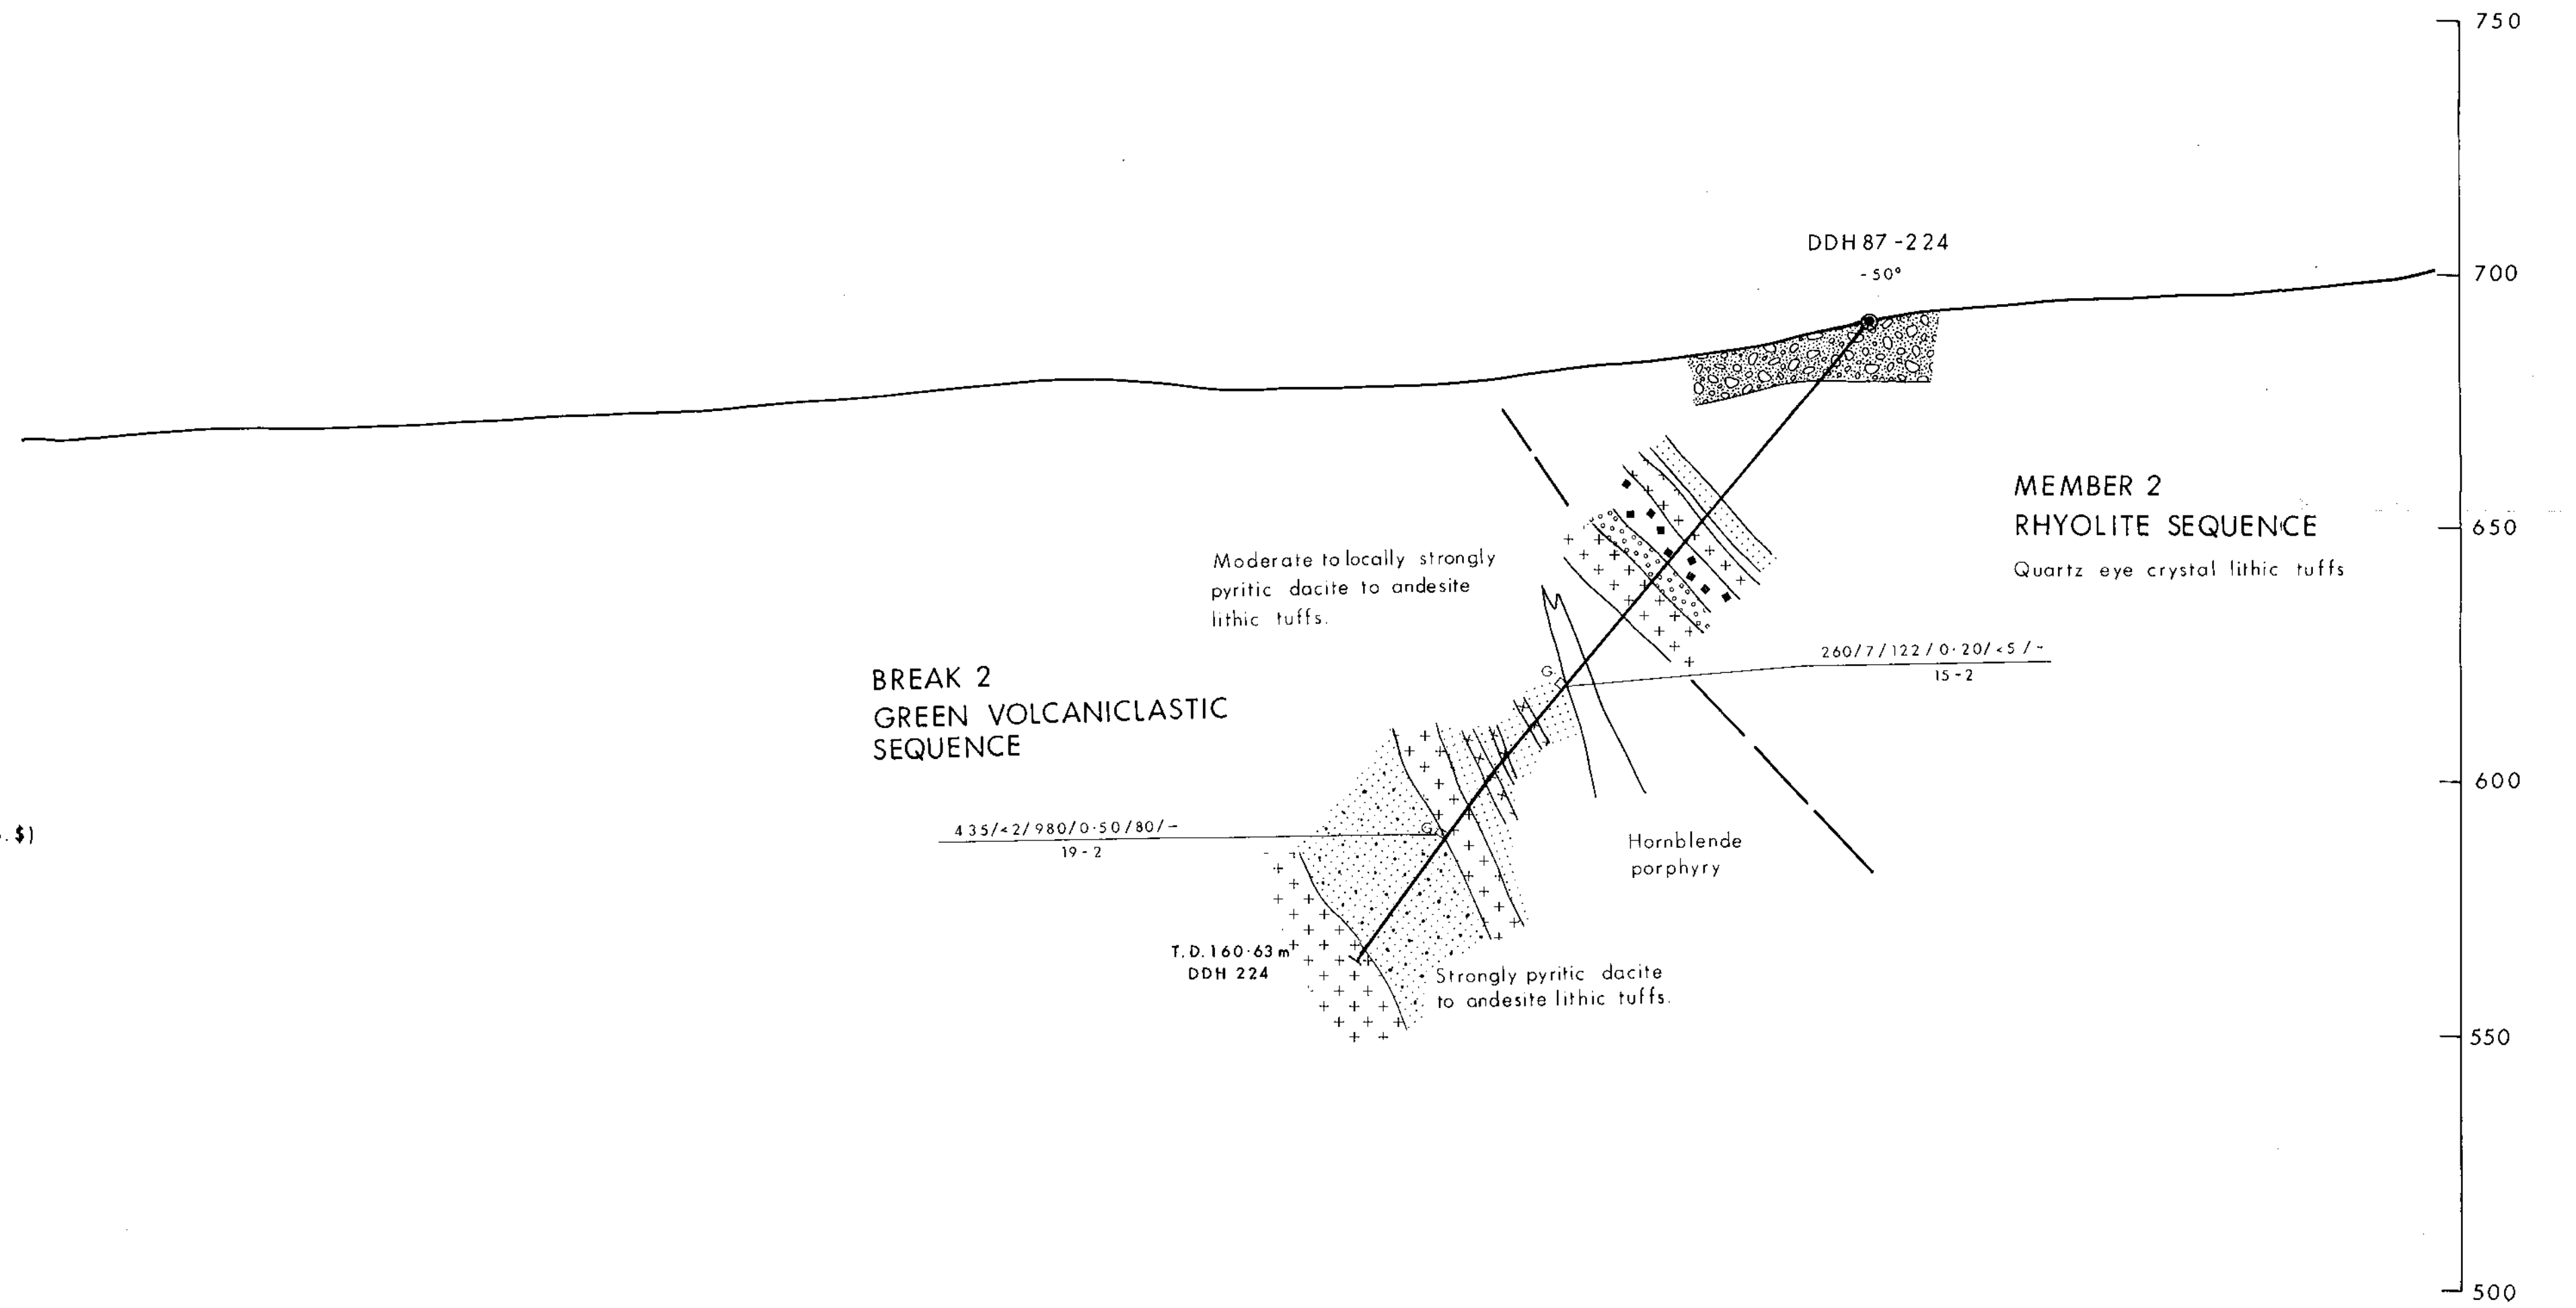 750
DDH 87-224
-50°
700
MEMBER 2
RHYOLITE SEQUENCE
Quartz eye crystal lithic tuffs
650
Moderate to locally strongly
pyritic dacite to andesite
lithic tuffs.
260/7/122/0·20/<5/-
15-2
G
BREAK 2
GREEN VOLCANICLASTIC
SEQUENCE
600
435/<2/980/0·50/80/-
19-2
G
. $)
Hornblende
porphyry
T.D. 160·63 m
DDH 224
Strongly pyritic dacite
to andesite lithic tuffs.
550
500